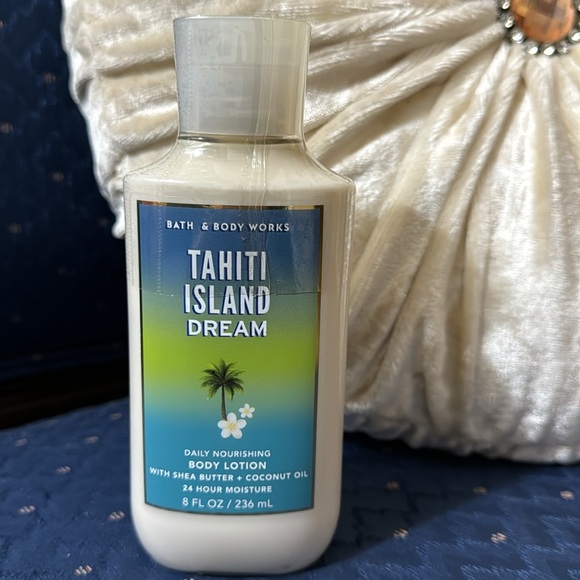 BATH & BODY WORKS
TAHITI
ISLAND
DREAM
DAILY NOURISHING
BODY LOTION
WITH SHEA BUTTER + COCONUT OIL
24 HOUR MOISTURE
8 FL OZ / 236 mL